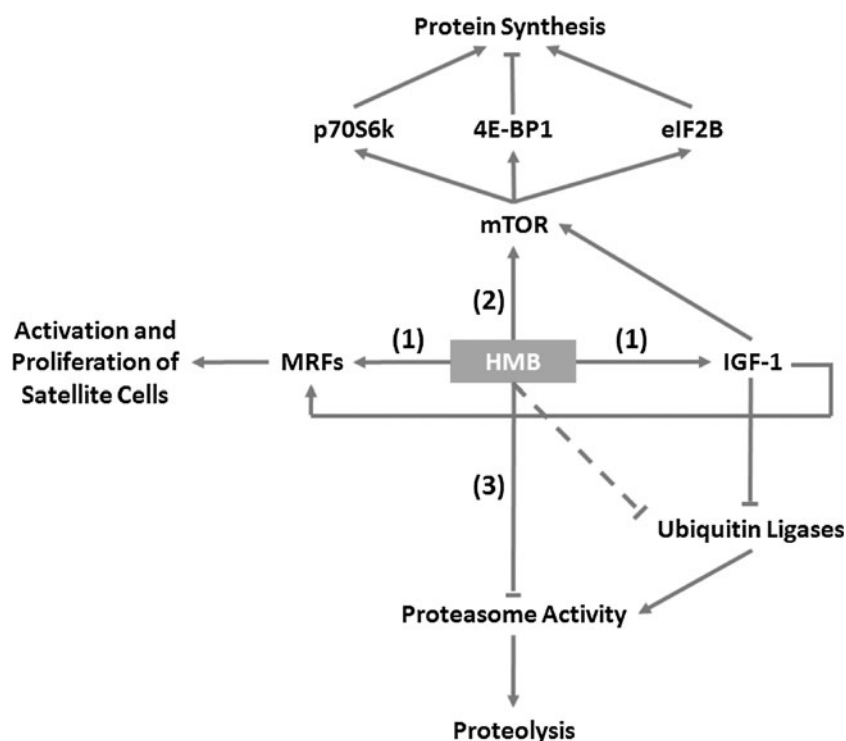 Protein Synthesis
p70S6k
4E-BP1
eIF2B
mTOR
(2)
Activation and
Proliferation of
Satellite Cells
MRFs
(1)
HMB
(1)
IGF-1
(3)
Ubiquitin Ligases
Proteasome Activity
Proteolysis